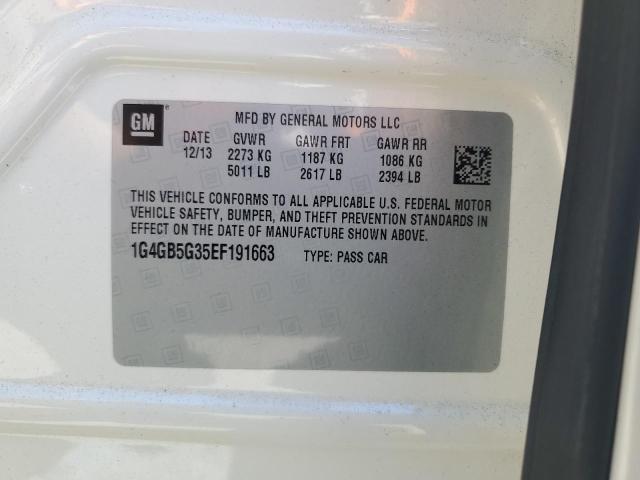 GM ®
MFD BY GENERAL MOTORS LLC
DATE GVWR GAWR FRT GAWR RR
12/13 2273 KG 1187 KG 1086 KG
5011 LB 2617 LB 2394 LB
THIS VEHICLE CONFORMS TO ALL APPLICABLE U.S. FEDERAL MOTOR
VEHICLE SAFETY, BUMPER, AND THEFT PREVENTION STANDARDS IN
EFFECT ON THE DATE OF MANUFACTURE SHOWN ABOVE.
1G4GB5G35EF191663 TYPE: PASS CAR